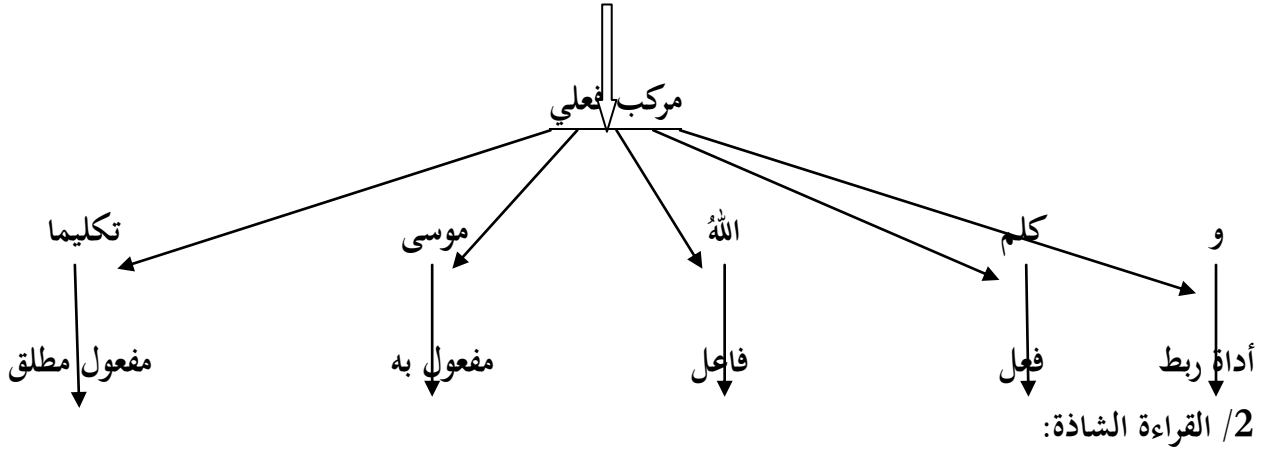 مركب فعلي
و كلم اللهُ موسى تكليما
أداة ربط فعل فاعل مفعول به مفعول مطلق
2/ القراءة الشاذة: